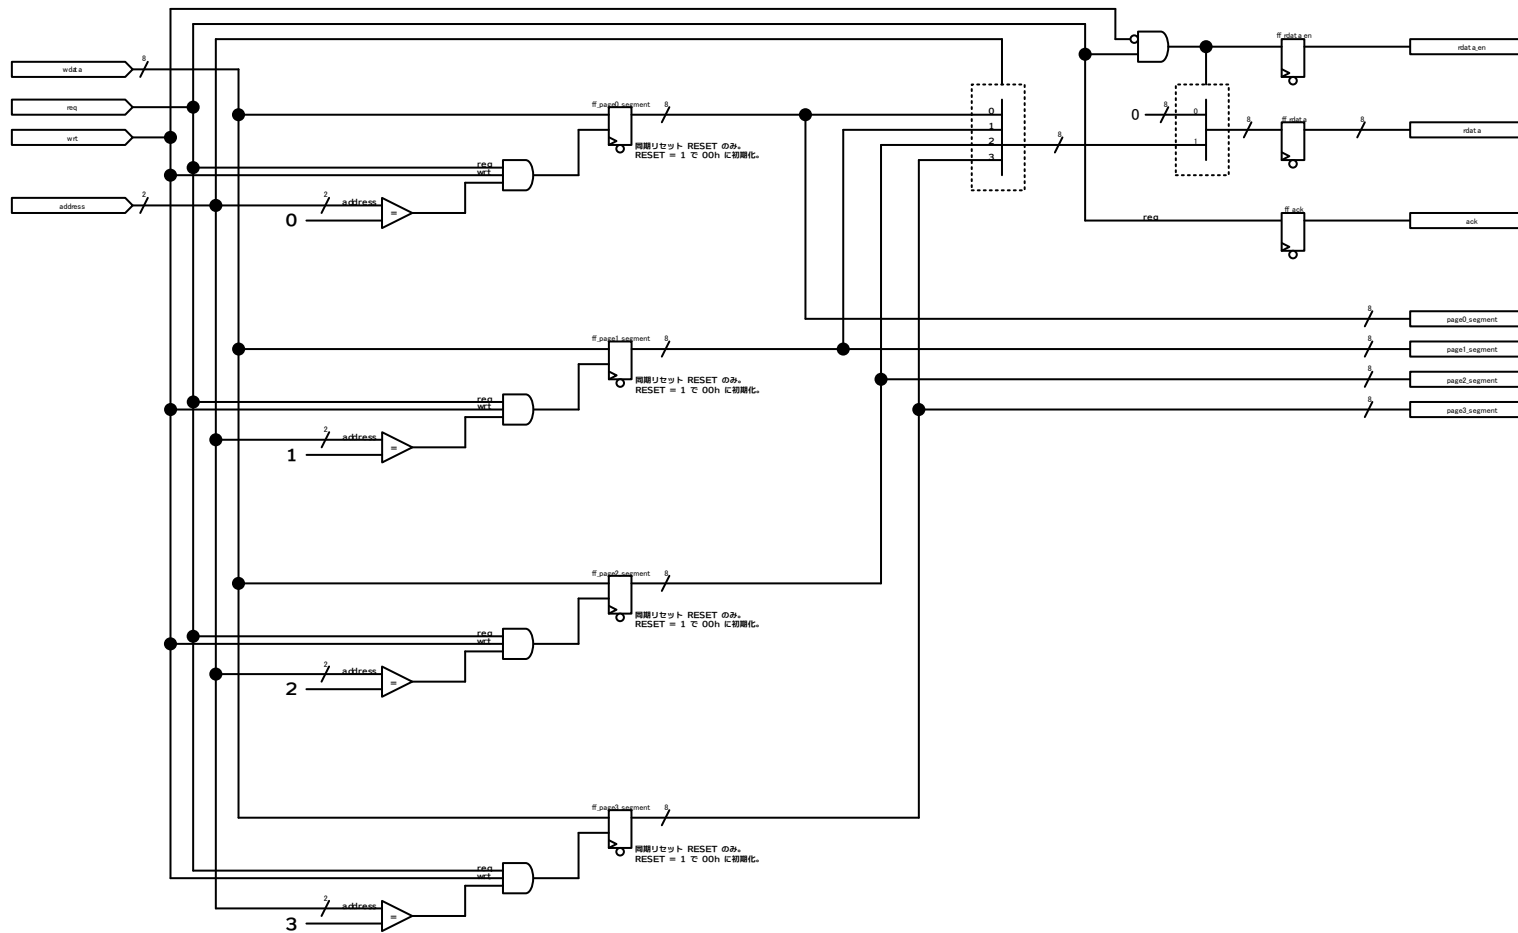 ff_rdata_en
rdata_en
8
wdata
ff_page0_segment
8
8
0
0
req
0
1
8
8
ff_rdata
8
rdata
wrt
2
3
1
同期リセット RESET のみ。
RESET = 1 で 00h に初期化。
req
wrt
2
address
2
address
0
=
req
ff_ack
ack
8
page0_segment
ff_page1_segment
8
8
page1_segment
同期リセット RESET のみ。
RESET = 1 で 00h に初期化。
8
page2_segment
req
wrt
8
page3_segment
2
address
1
=
ff_page2_segment
8
同期リセット RESET のみ。
RESET = 1 で 00h に初期化。
req
wrt
2
address
2
=
ff_page3_segment
8
同期リセット RESET のみ。
RESET = 1 で 00h に初期化。
req
wrt
2
address
3
=